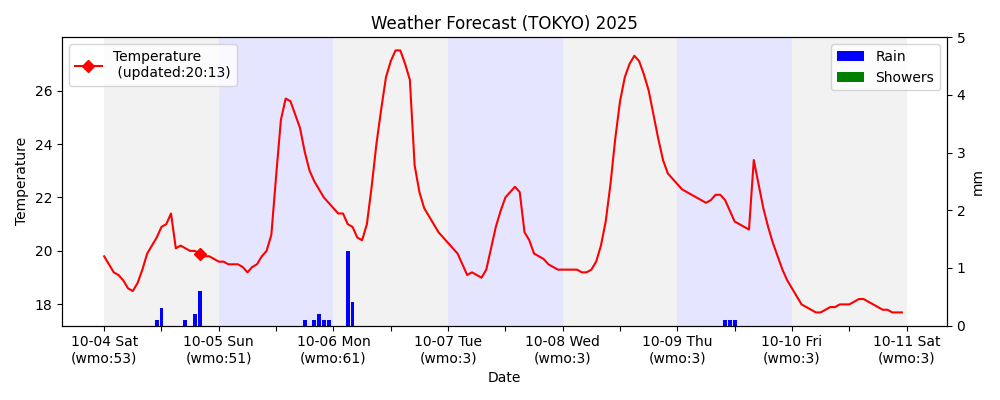 Weather Forecast (TOKYO) 2025
Temperature
(updated:20:13)
Rain
Showers
26
24
22
20
18
Temperature
5
4
3
2
1
0
mm
10-04 Sat
(wmo:53)
10-05 Sun
(wmo:51)
10-06 Mon
(wmo:61)
10-07 Tue
(wmo:3)
10-08 Wed
(wmo:3)
10-09 Thu
(wmo:3)
10-10 Fri
(wmo:3)
10-11 Sat
(wmo:3)
Date